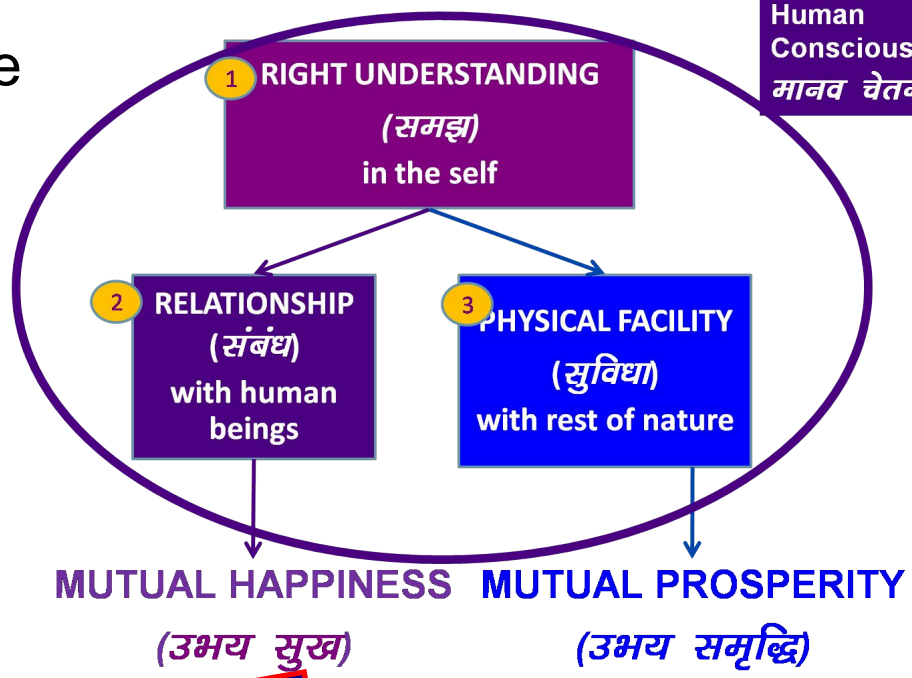 e
Human
Conscious
मानव चेतन
1 RIGHT UNDERSTANDING
(समझ)
in the self
2 RELATIONSHIP
(संबंध)
with human
beings
3 PHYSICAL FACILITY
(सुविधा)
with rest of nature
MUTUAL HAPPINESS
(उभय सुख)
MUTUAL PROSPERITY
(उभय समृद्धि)